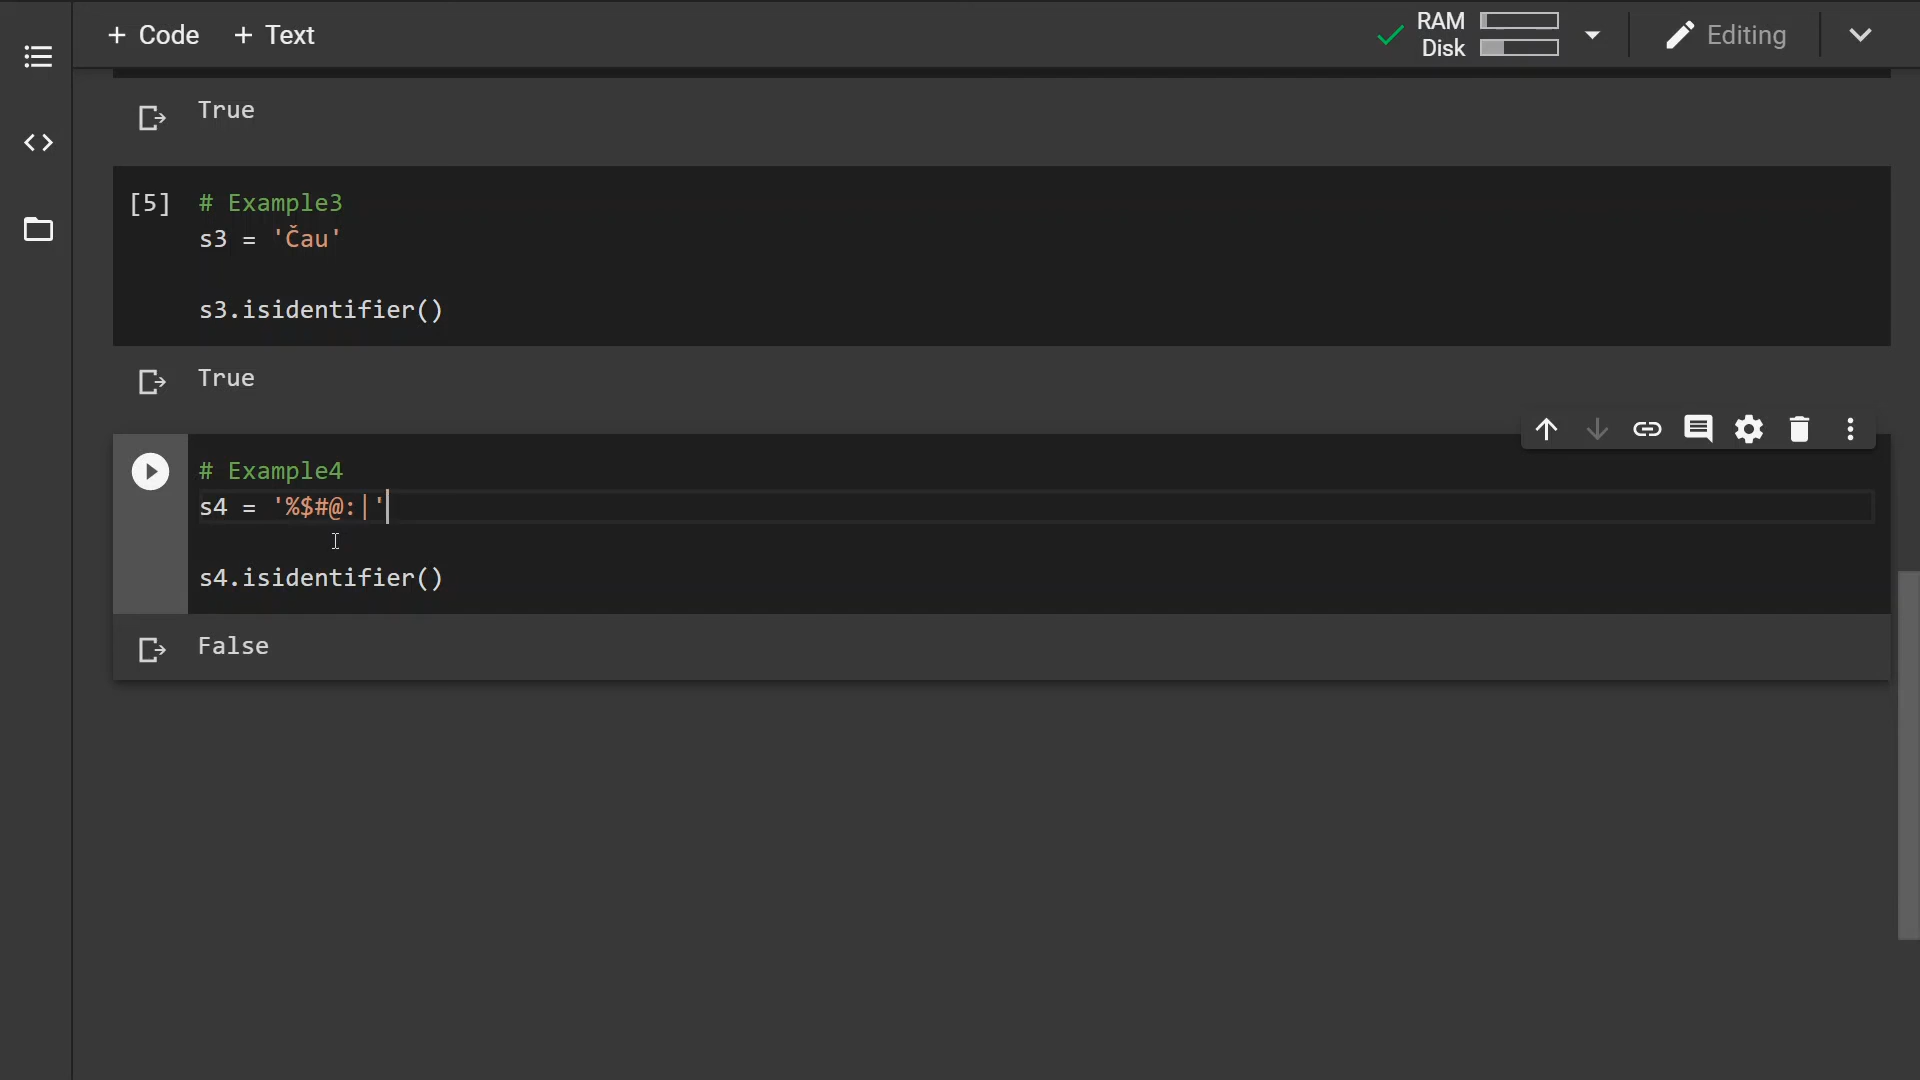 + Code + Text
RAM
Disk
Editing
True
[5] # Example3
s3 = 'Čau'
s3.isidentifier()
True
# Example4
s4 = '%$#@:|'
s4.isidentifier()
False